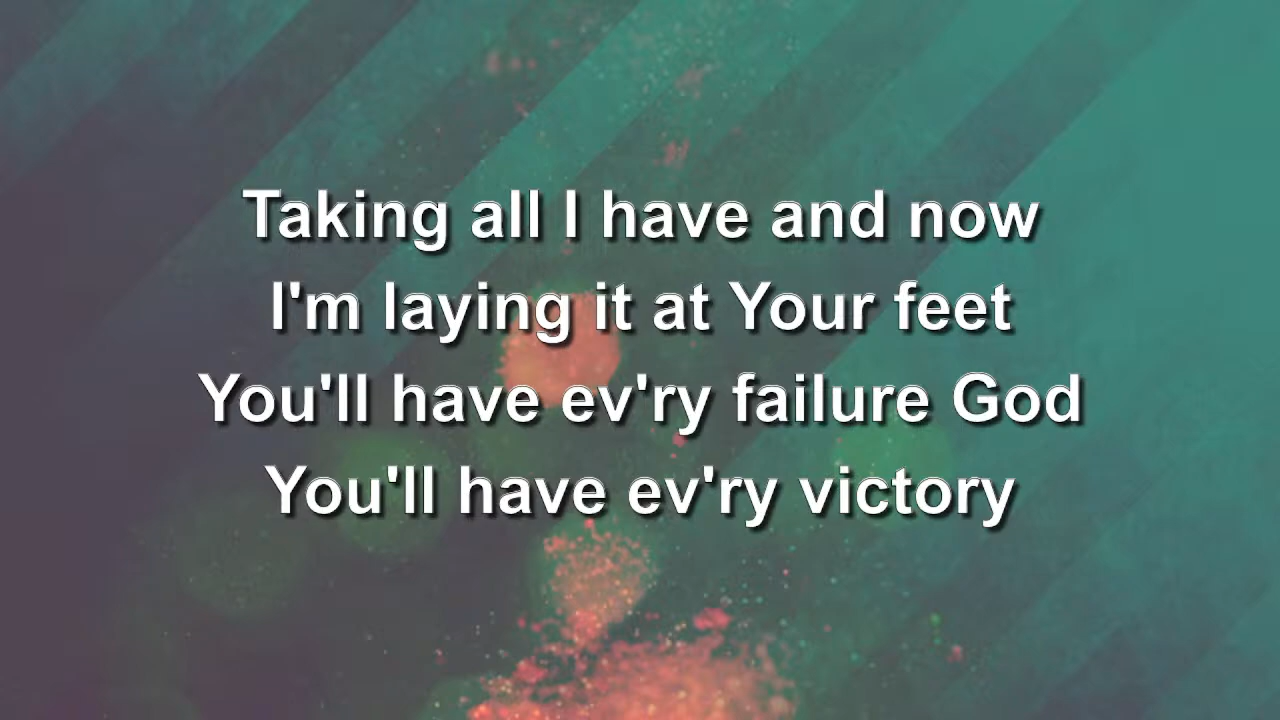 Taking all I have and now
I'm laying it at Your feet
You'll have ev'ry failure God
You'll have ev'ry victory